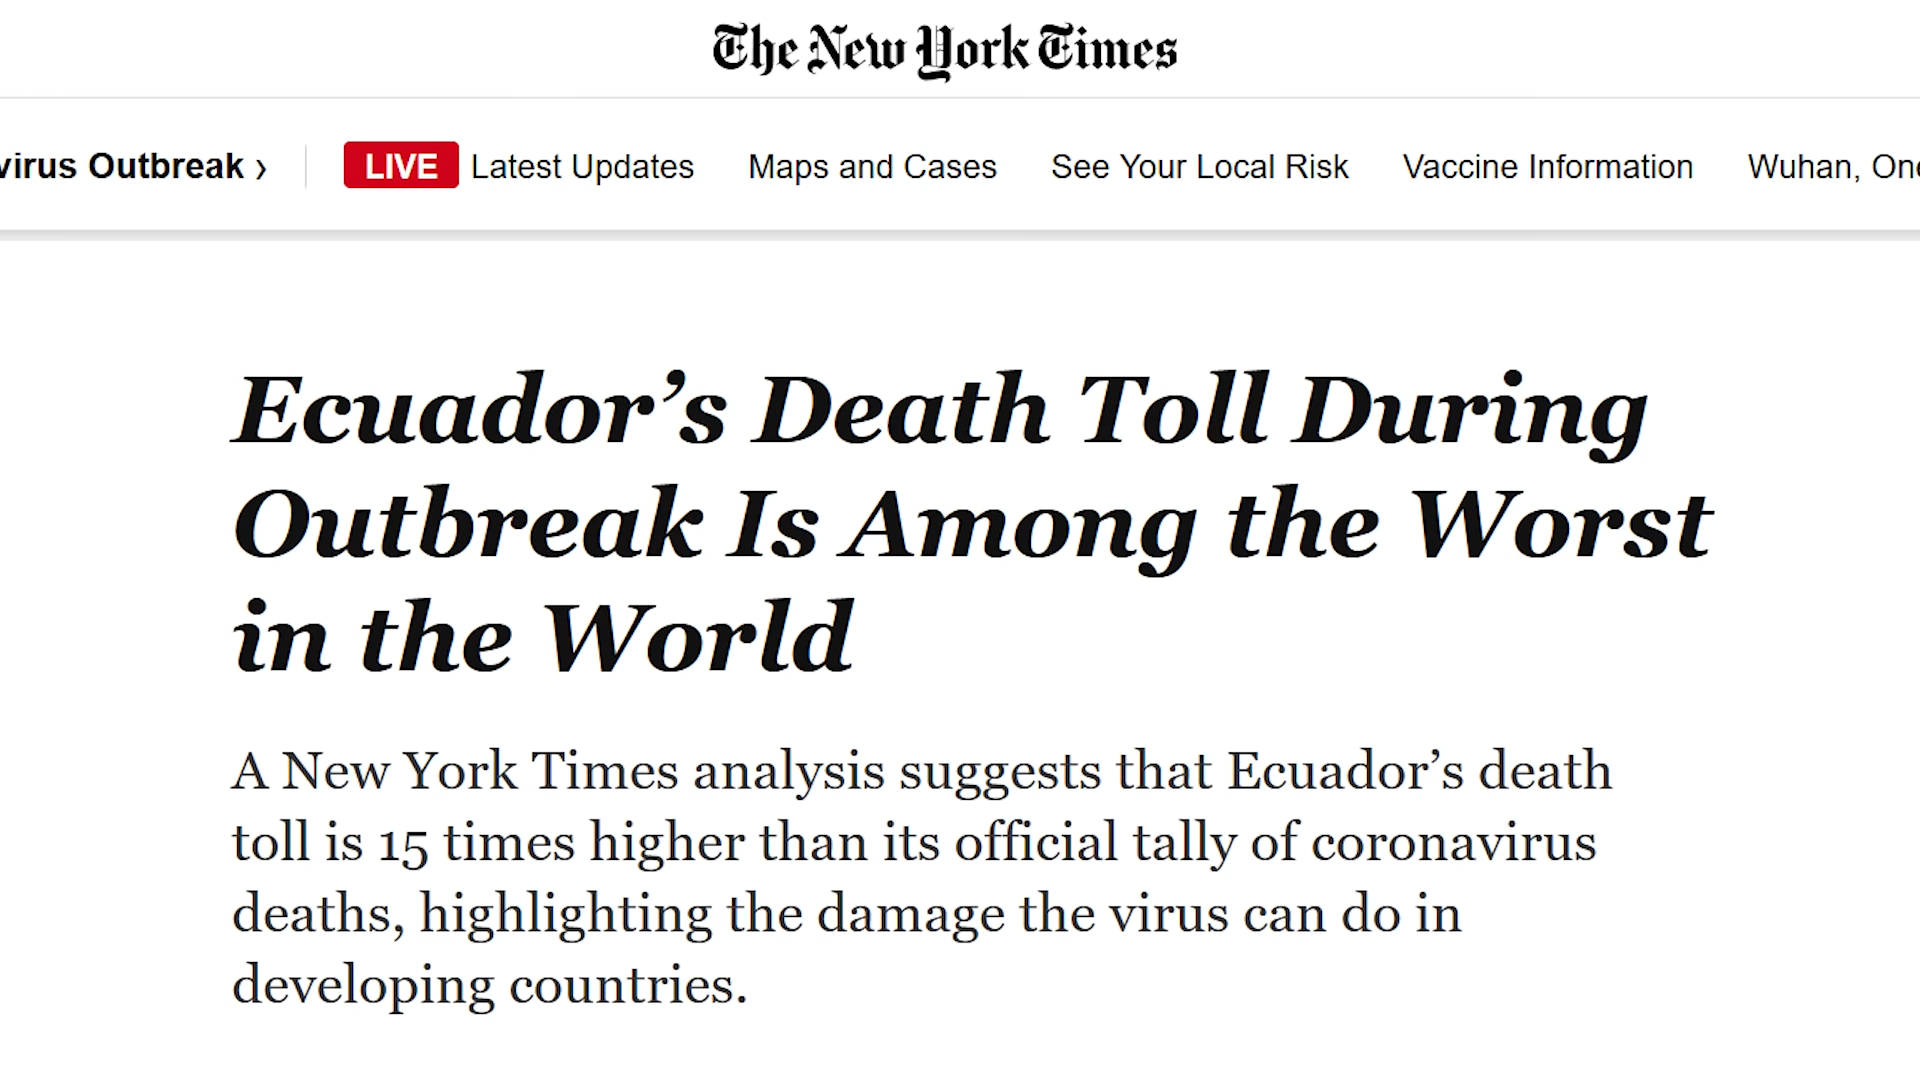 The New York Times
virus Outbreak ›
LIVE Latest Updates
Maps and Cases
See Your Local Risk
Vaccine Information
Wuhan, One
Ecuador’s Death Toll During
Outbreak Is Among the Worst
in the World
A New York Times analysis suggests that Ecuador’s death
toll is 15 times higher than its official tally of coronavirus
deaths, highlighting the damage the virus can do in
developing countries.